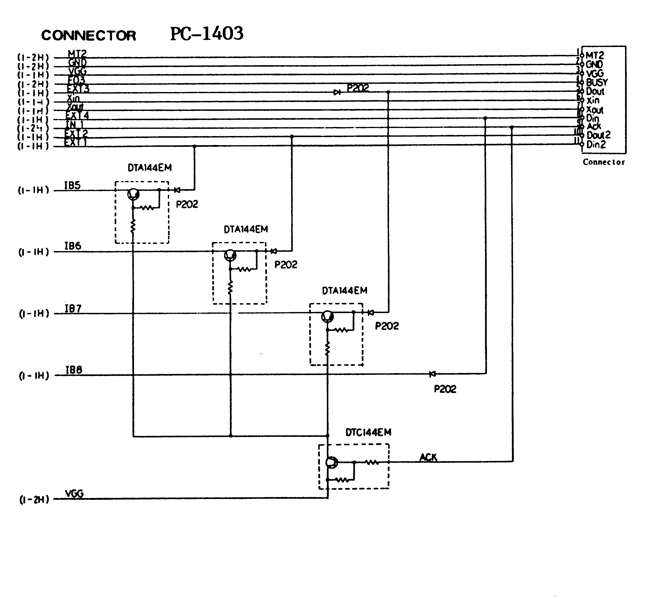 CONNECTOR PC-1403
(1-2H) MT2 1 MT2
(1-2H) GND 2 GND
(1-1H) VGG 3 VGG
(1-2H) FO3 4 BUSY
(1-1H) EXT3 P202 5 Dout
(1-1H) Xin 6 Xin
(1-1H) Xout 7 Xout
(1-1H) EXT4 8 Din
(1-2H) IN 1 9 Ack
(1-1H) EXT2 10 Dout2
(1-1H) EXT1 11 Din2
Connector
DTA144EM
(1-1H) IB5
P202
DTA144EM
(1-1H) IB6
P202
DTA144EM
(1-1H) IB7
P202
(1-1H) IB8
P202
DTC144EM
ACK
(1-2H) VGG